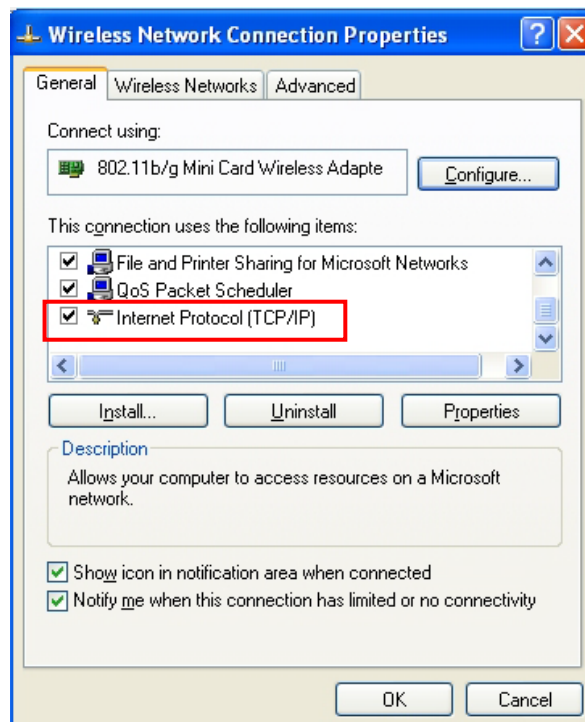 Wireless Network Connection Properties
General Wireless Networks Advanced
Connect using:
802.11b/g Mini Card Wireless Adapte Configure...
This connection uses the following items:
File and Printer Sharing for Microsoft Networks
QoS Packet Scheduler
Internet Protocol (TCP/IP)
Install... Uninstall Properties
Description
Allows your computer to access resources on a Microsoft
network.
Show icon in notification area when connected
Notify me when this connection has limited or no connectivity
OK Cancel